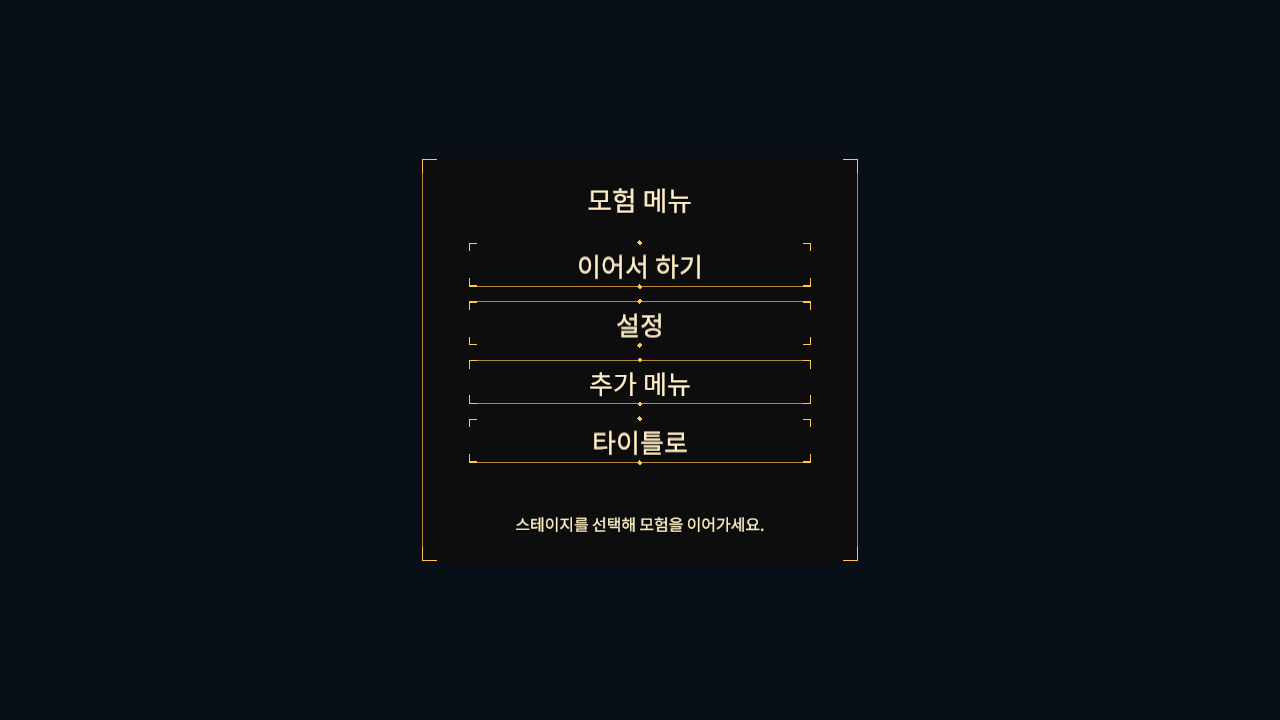 모험 메뉴
이어서 하기
설정
추가 메뉴
타이틀로
스테이지를 선택해 모험을 이어가세요.